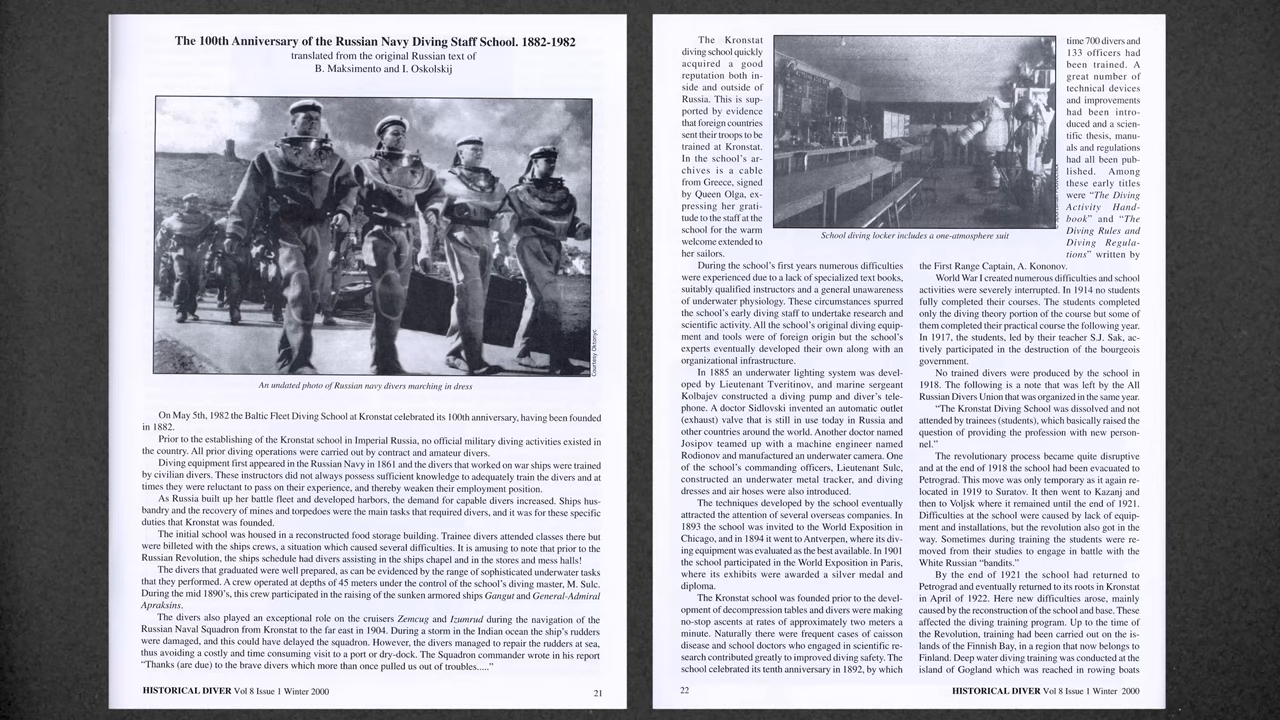 The 100th Anniversary of the Russian Navy Diving Staff School. 1882-1982
translated from the original Russian text of
B. Maksimento and I. Oskolskij
Courtesy Oktonyc
An undated photo of Russian navy divers marching in dress
On May 5th, 1982 the Baltic Fleet Diving School at Kronstat celebrated its 100th anniversary, having been founded
in 1882.
Prior to the establishing of the Kronstat school in Imperial Russia, no official military diving activities existed in
the country. All prior diving operations were carried out by contract and amateur divers.
Diving equipment first appeared in the Russian Navy in 1861 and the divers that worked on war ships were trained
by civilian divers. These instructors did not always possess sufficient knowledge to adequately train the divers and at
times they were reluctant to pass on their experience, and thereby weaken their employment position.
As Russia built up her battle fleet and developed harbors, the demand for capable divers increased. Ships hus-
bandry and the recovery of mines and torpedoes were the main tasks that required divers, and it was for these specific
duties that Kronstat was founded.
The initial school was housed in a reconstructed food storage building. Trainee divers attended classes there but
were billeted with the ships crews, a situation which caused several difficulties. It is amusing to note that prior to the
Russian Revolution, the ships schedule had divers assisting in the ships chapel and in the stores and mess halls!
The divers that graduated were well prepared, as can be evidenced by the range of sophisticated underwater tasks
that they performed. A crew operated at depths of 45 meters under the control of the school's diving master, M. Sulc.
During the mid 1890's, this crew participated in the raising of the sunken armored ships Gangut and General-Admiral
Apraksins.
The divers also played an exceptional role on the cruisers Zemcug and Izumrud during the navigation of the
Russian Naval Squadron from Kronstat to the far east in 1904. During a storm in the Indian ocean the ship's rudders
were damaged, and this could have delayed the squadron. However, the divers managed to repair the rudders at sea,
thus avoiding a costly and time consuming visit to a port or dry-dock. The Squadron commander wrote in his report
"Thanks (are due) to the brave divers which more than once pulled us out of troubles....."
HISTORICAL DIVER Vol 8 Issue 1 Winter 2000
21
The Kronstat
diving school quickly
acquired a good
reputation both in-
side and outside of
Russia. This is sup-
ported by evidence
that foreign countries
sent their troops to be
trained at Kronstat.
In the school's ar-
chives is a cable
from Greece, signed
by Queen Olga, ex-
pressing her grati-
tude to the staff at the
school for the warm
welcome extended to
her sailors.
School diving locker includes a one-atmosphere suit
During the school's first years numerous difficulties
were experienced due to a lack of specialized text books,
suitably qualified instructors and a general unawareness
of underwater physiology. These circumstances spurred
the school's early diving staff to undertake research and
scientific activity. All the school's original diving equip-
ment and tools were of foreign origin but the school's
experts eventually developed their own along with an
organizational infrastructure.
In 1885 an underwater lighting system was devel-
oped by Lieutenant Tveritinov, and marine sergeant
Kolbajev constructed a diving pump and diver's tele-
phone. A doctor Sidlovski invented an automatic outlet
(exhaust) valve that is still in use today in Russia and
other countries around the world. Another doctor named
Josipov teamed up with a machine engineer named
Rodionov and manufactured an underwater camera. One
of the school's commanding officers, Lieutenant Sulc,
constructed an underwater metal tracker, and diving
dresses and air hoses were also introduced.
The techniques developed by the school eventually
attracted the attention of several overseas companies. In
1893 the school was invited to the World Exposition in
Chicago, and in 1894 it went to Antverpen, where its div-
ing equipment was evaluated as the best available. In 1901
the school participated in the World Exposition in Paris,
where its exhibits were awarded a silver medal and
diploma.
The Kronstat school was founded prior to the devel-
opment of decompression tables and divers were making
no-stop ascents at rates of approximately two meters a
minute. Naturally there were frequent cases of caisson
disease and school doctors who engaged in scientific re-
search contributed greatly to improved diving safety. The
school celebrated its tenth anniversary in 1892, by which
time 700 divers and
133 officers had
been trained. A
great number of
technical devices
and improvements
had been intro-
duced and a scien-
tific thesis, manu-
als and regulations
had all been pub-
lished. Among
these early titles
were "The Diving
Activity Hand-
book" and "The
Diving Rules and
Diving Regula-
tions" written by
the First Range Captain, A. Kononov.
World War I created numerous difficulties and school
activities were severely interrupted. In 1914 no students
fully completed their courses. The students completed
only the diving theory portion of the course but some of
them completed their practical course the following year.
In 1917, the students, led by their teacher S.J. Sak, ac-
tively participated in the destruction of the bourgeois
government.
No trained divers were produced by the school in
1918. The following is a note that was left by the All
Russian Divers Union that was organized in the same year.
"The Kronstat Diving School was dissolved and not
attended by trainees (students), which basically raised the
question of providing the profession with new person-
nel."
The revolutionary process became quite disruptive
and at the end of 1918 the school had been evacuated to
Petrograd. This move was only temporary as it again re-
located in 1919 to Suratov. It then went to Kazanj and
then to Voljsk where it remained until the end of 1921.
Difficulties at the school were caused by lack of equip-
ment and installations, but the revolution also got in the
way. Sometimes during training the students were re-
moved from their studies to engage in battle with the
White Russian "bandits."
By the end of 1921 the school had returned to
Petrograd and eventually returned to its roots in Kronstat
in April of 1922. Here new difficulties arose, mainly
caused by the reconstruction of the school and base. These
affected the diving training program. Up to the time of
the Revolution, training had been carried out on the is-
lands of the Finnish Bay, in a region that now belongs to
Finland. Deep water diving training was conducted at the
island of Gogland which was reached in rowing boats
22
HISTORICAL DIVER Vol 8 Issue 1 Winter 2000